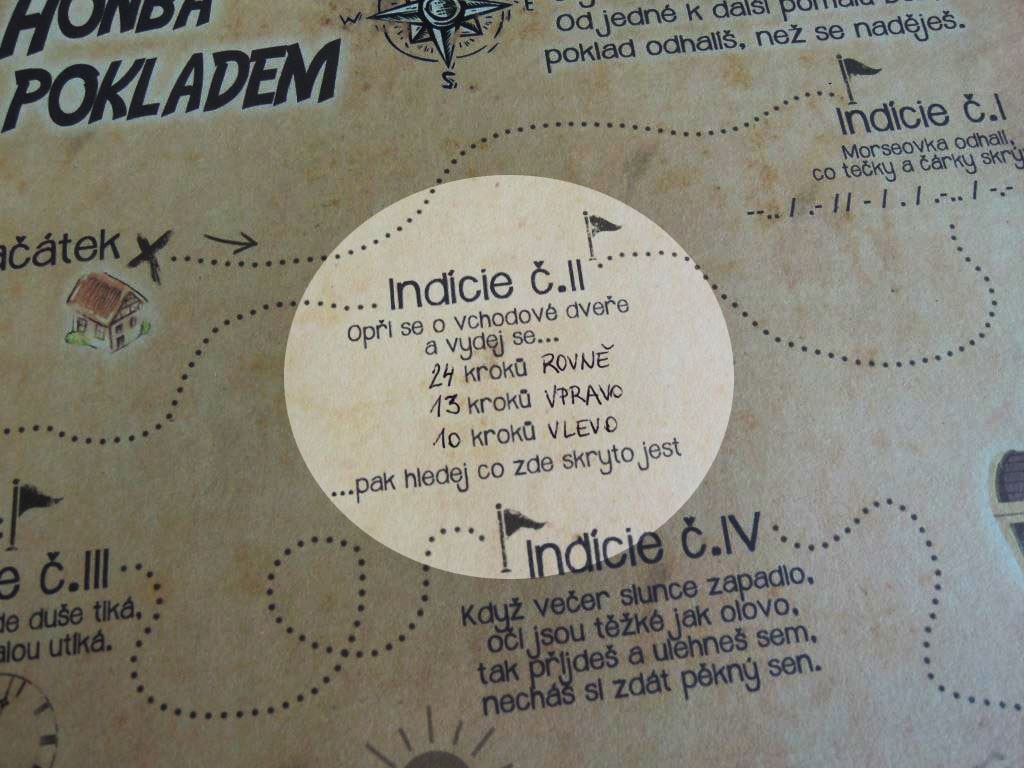 HONBA
POKLADEM
W
E
S
Od jedné k další pomalu
poklad odhalíš, než se naděješ.
Indície č.I
Morseovka odhalí,
co tečky a čárky
--.. / .- // - / . / .-.. / -.-
ačátek X
Indície č.II
Opři se o vchodové dveře
a vydej se...
24 kroků ROVNĚ
13 kroků VPRAVO
10 kroků VLEVO
...pak hledej co zde skryto jest
e č.III
duše tiká,
utíká.
Indície č.IV
Když večer slunce zapadlo,
oči jsou těžké jak olovo,
tak přijdeš a ulehneš sem,
necháš si zdát pěkný sen.